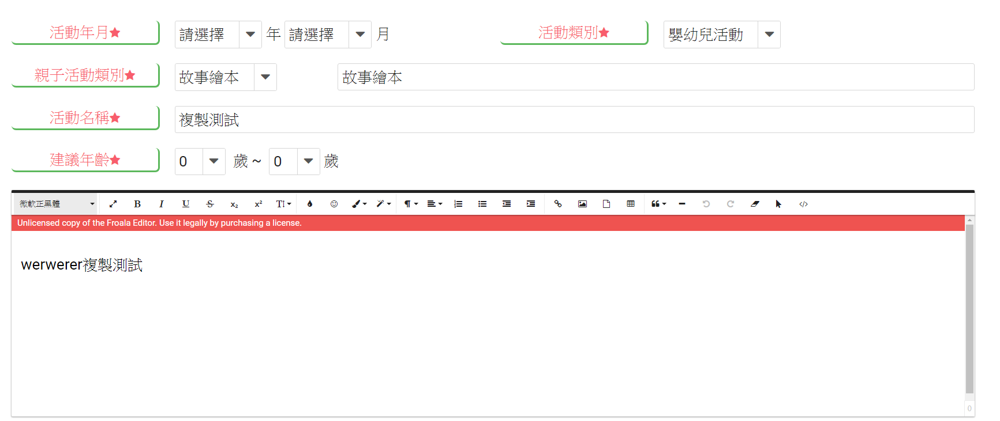 活動年月★ 請選擇 年 請選擇 月 活動類別★ 嬰幼兒活動
親子活動類別★ 故事繪本 故事繪本
活動名稱★ 複製測試
建議年齡★ 0 歲 ~ 0 歲
微軟正黑體 B I U S x₂ x² T
Unlicensed copy of the Froala Editor. Use it legally by purchasing a license.
werwerer複製測試
0